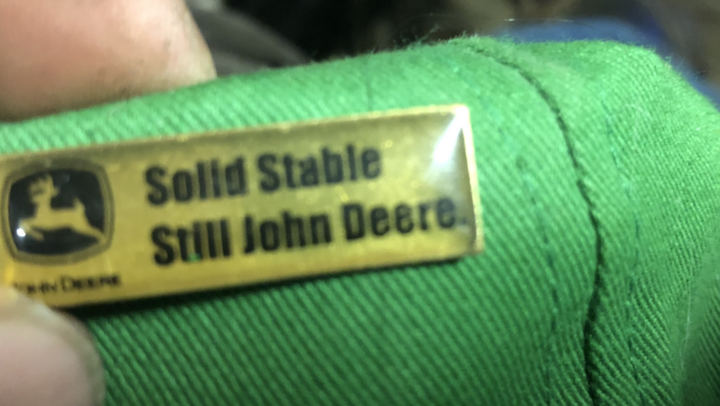 Solid Stable
Still John Deere.
JOHN DEERE